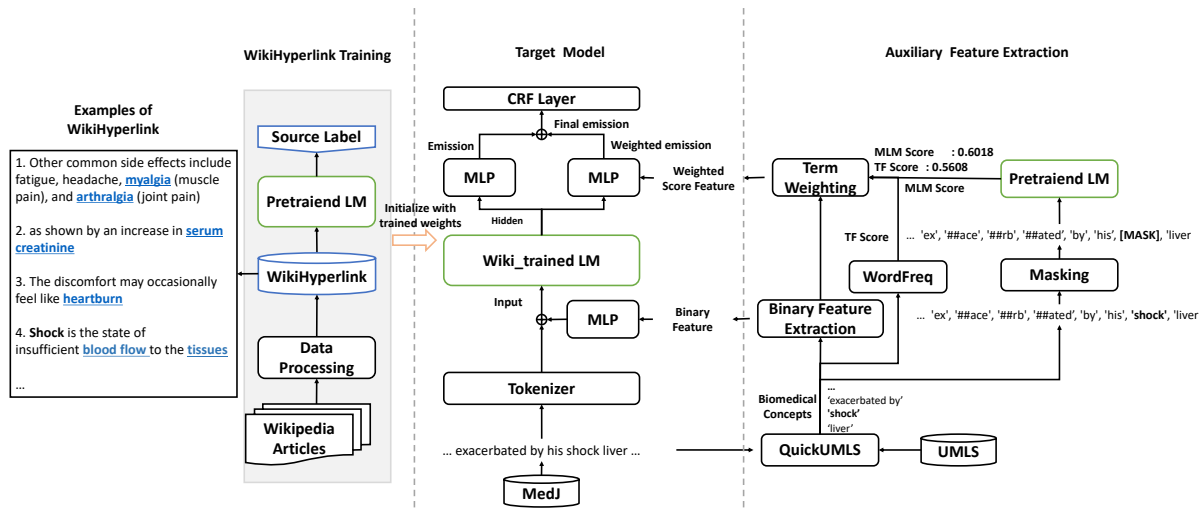 WikiHyperlink Training
Target Model
Auxiliary Feature Extraction
Examples of
WikiHyperlink
1. Other common side effects include
fatigue, headache, myalgia (muscle
pain), and arthralgia (joint pain)
2. as shown by an increase in serum
creatinine
3. The discomfort may occasionally
feel like heartburn
4. Shock is the state of
insufficient blood flow to the tissues
...
Source Label
Pretraiend LM
WikiHyperlink
Data
Processing
Wikipedia
Articles
Initialize with
trained weights
CRF Layer
Final emission
Emission
Weighted emission
MLP
MLP
Hidden
Wiki_trained LM
Input
MLP
Tokenizer
... exacerbated by his shock liver ...
MedJ
Weighted
Score Feature
Binary
Feature
Term
Weighting
MLM Score : 0.6018
TF Score : 0.5608
MLM Score
Pretraiend LM
... 'ex', '##ace', '##rb', '##ated', 'by', 'his', [MASK], 'liver
TF Score
WordFreq
Masking
... 'ex', '##ace', '##rb', '##ated', 'by', 'his', 'shock', 'liver
Binary Feature
Extraction
Biomedical
Concepts
...
'exacerbated by'
'shock'
'liver'
QuickUMLS
UMLS